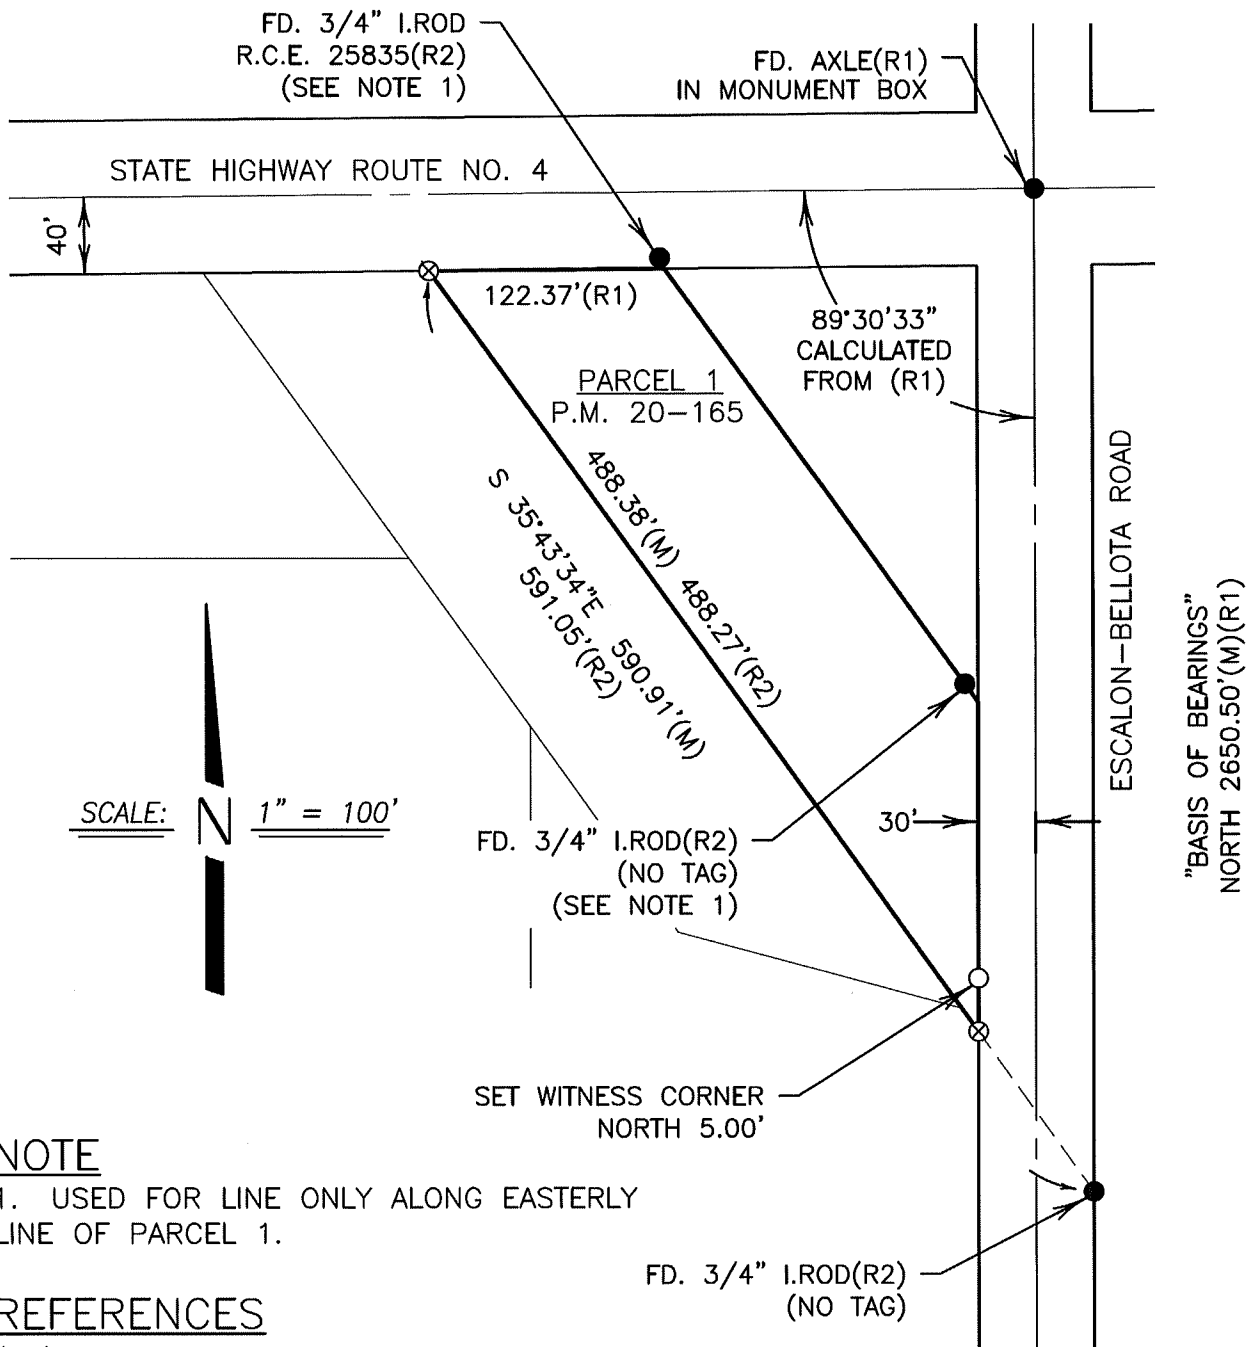 FD. 3/4" I.ROD
R.C.E. 25835(R2)
(SEE NOTE 1)
FD. AXLE(R1)
IN MONUMENT BOX
STATE HIGHWAY ROUTE NO. 4
40'
122.37'(R1)
89°30'33"
CALCULATED
FROM (R1)
PARCEL 1
P.M. 20-165
488.38'(M) 488.27'(R2)
S 35°43'34"E 590.91'(M)
591.05'(R2)
ESCALON-BELLOTA ROAD
"BASIS OF BEARINGS"
NORTH 2650.50'(M)(R1)
SCALE: N 1" = 100'
30'
FD. 3/4" I.ROD(R2)
(NO TAG)
(SEE NOTE 1)
SET WITNESS CORNER
NORTH 5.00'
NOTE
1. USED FOR LINE ONLY ALONG EASTERLY
LINE OF PARCEL 1.
FD. 3/4" I.ROD(R2)
(NO TAG)
REFERENCES